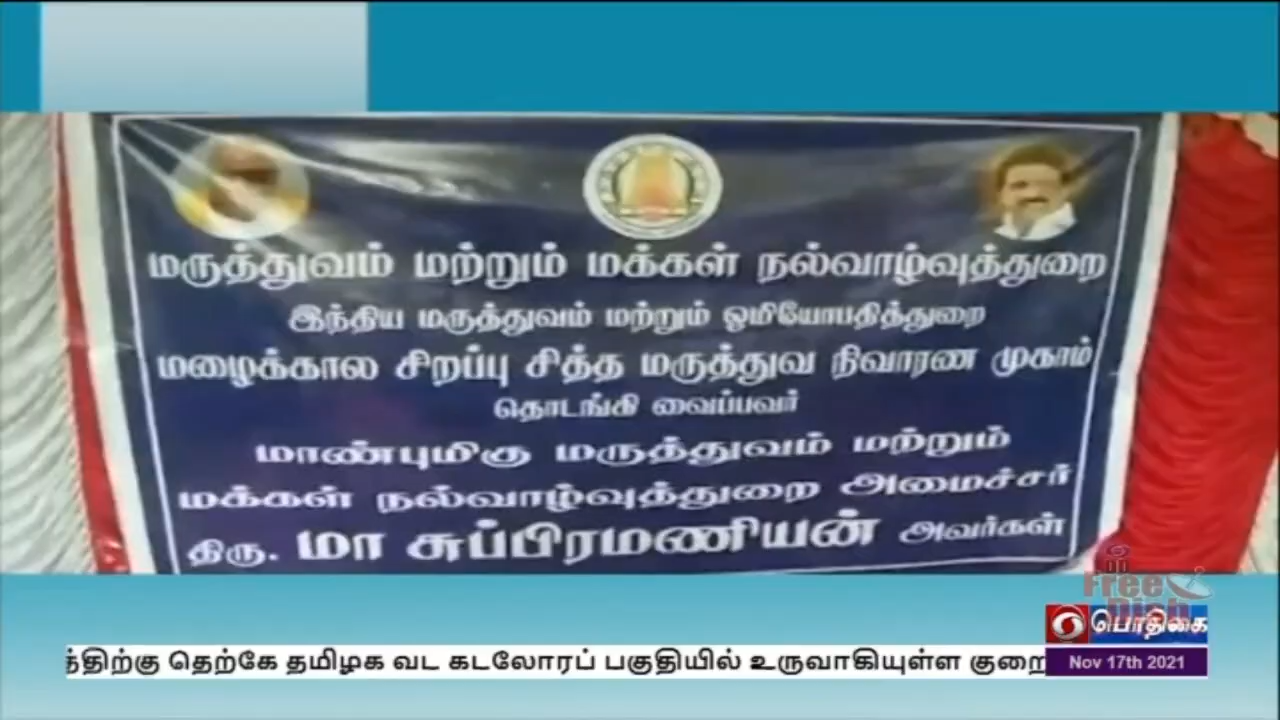 மருத்துவம் மற்றும் மக்கள் நல்வாழ்வுத்துறை
இந்திய மருத்துவம் மற்றும் ஓமியோபதித்துறை
மழைக்கால சிறப்பு சித்த மருத்துவ நிவாரண முகாம்
தொடங்கி வைப்பவர்
மாண்புமிகு மருத்துவம் மற்றும்
மக்கள் நல்வாழ்வுத்துறை அமைச்சர்
திரு. மா சுப்பிரமணியன் அவர்கள்
Free
Dish
பொதிகை
த்திற்கு தெற்கே தமிழக வட கடலோரப் பகுதியில் உருவாகியுள்ள குறை
Nov 17th 2021